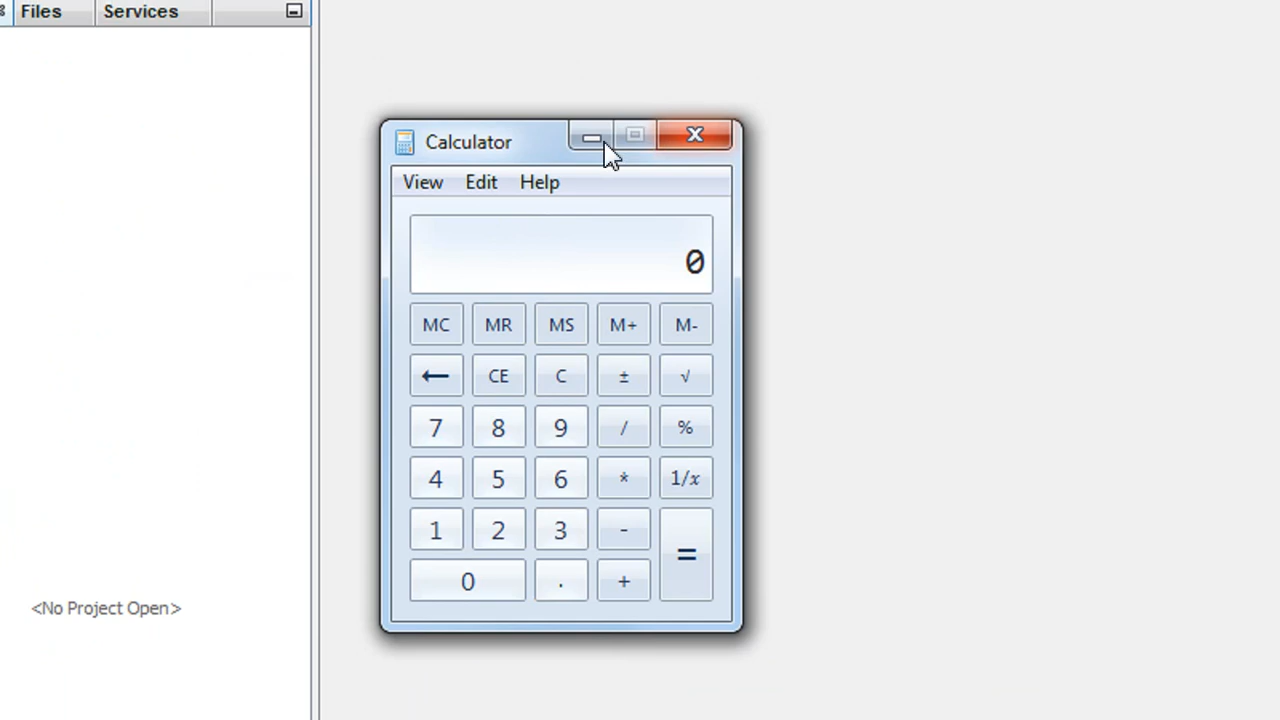 Files Services
Calculator
View Edit Help
0
MC MR MS M+ M-
← CE C ± √
7 8 9 / %
4 5 6 * 1/x
1 2 3 -
=
0 . +
<No Project Open>